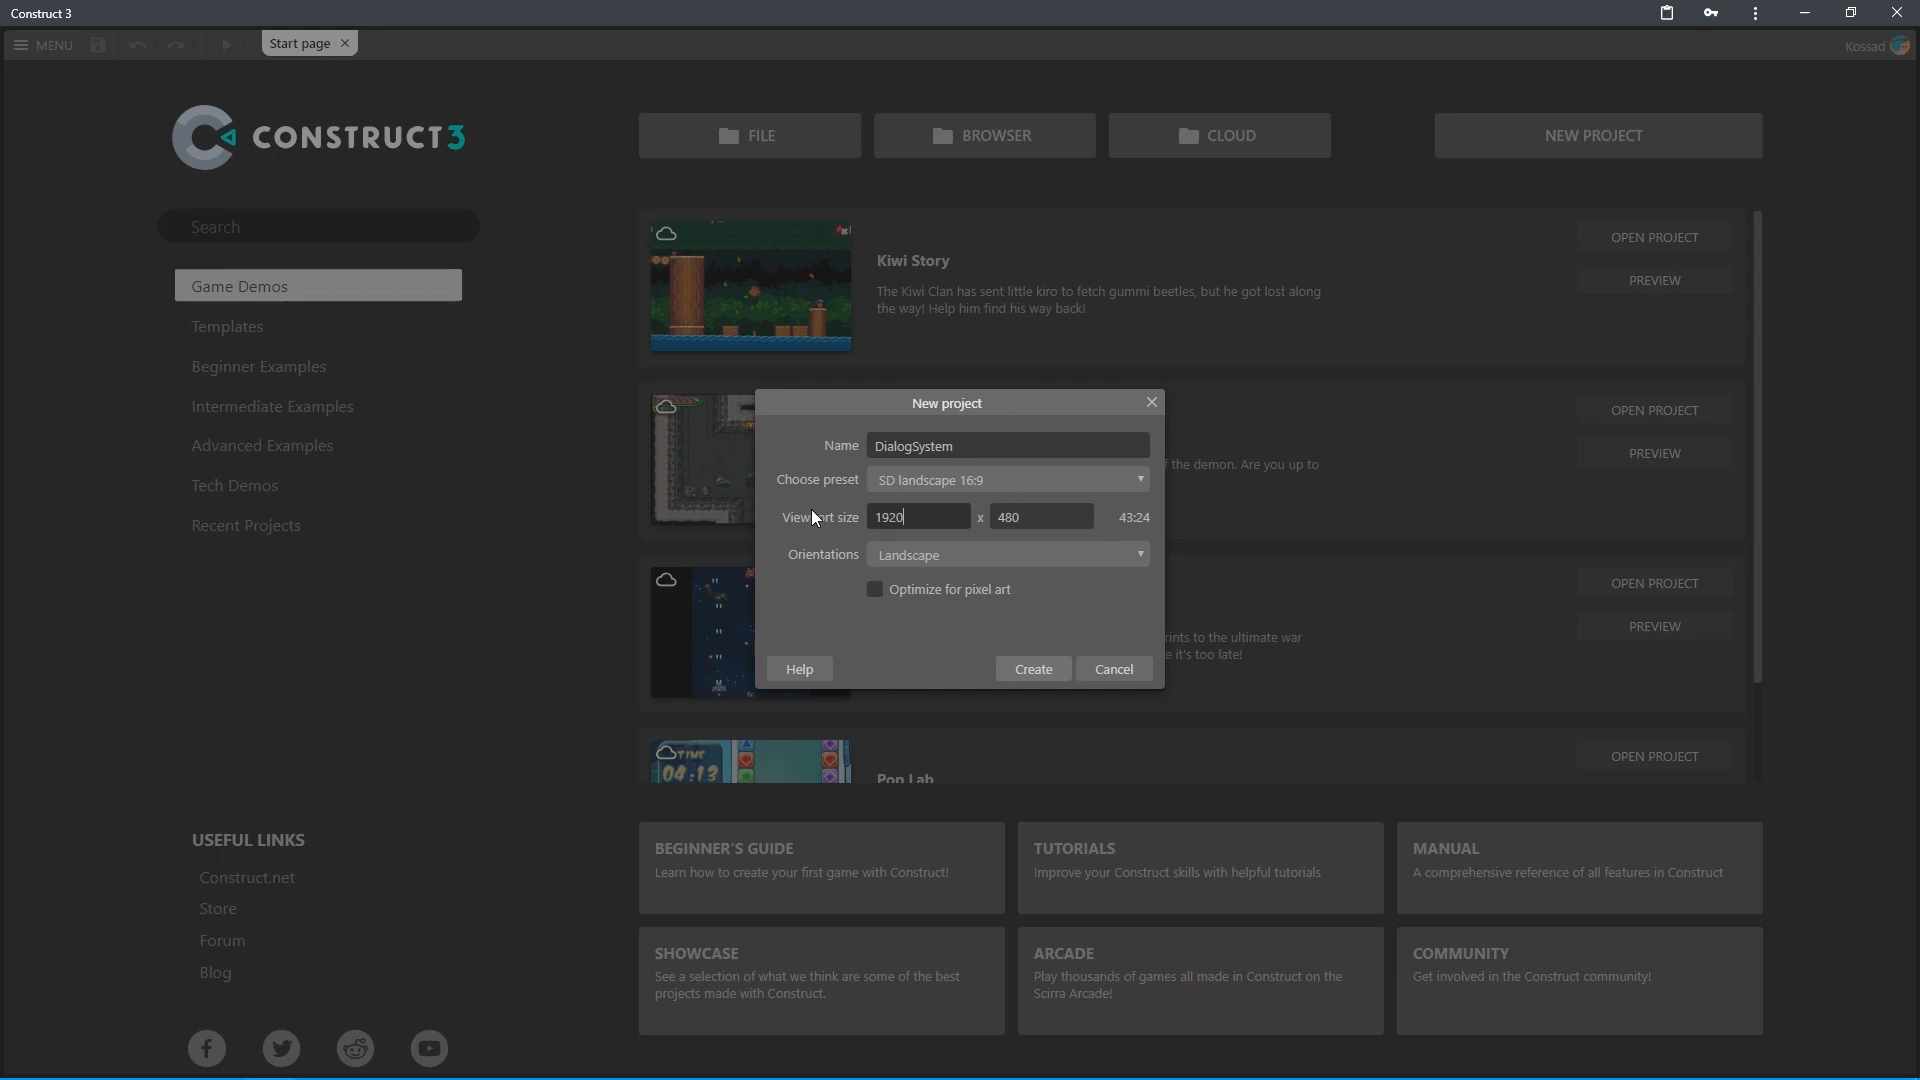 Construct 3
MENU
Start page
Kossad
CONSTRUCT 3
FILE
BROWSER
CLOUD
NEW PROJECT
Search
Game Demos
Templates
Beginner Examples
Intermediate Examples
Advanced Examples
Tech Demos
Recent Projects
Kiwi Story
The Kiwi Clan has sent little kiro to fetch gummi beetles, but he got lost along
the way! Help him find his way back!
OPEN PROJECT
PREVIEW
f the demon. Are you up to
OPEN PROJECT
PREVIEW
rints to the ultimate war
e it's too late!
OPEN PROJECT
PREVIEW
TIME
04:13
Pop Lab
OPEN PROJECT
New project
Name DialogSystem
Choose preset SD landscape 16:9
View rt size 1920 x 480 43:24
Orientations Landscape
Optimize for pixel art
Help
Create
Cancel
USEFUL LINKS
Construct.net
Store
Forum
Blog
BEGINNER'S GUIDE
Learn how to create your first game with Construct!
TUTORIALS
Improve your Construct skills with helpful tutorials
MANUAL
A comprehensive reference of all features in Construct
SHOWCASE
See a selection of what we think are some of the best
projects made with Construct.
ARCADE
Play thousands of games all made in Construct on the
Scirra Arcade!
COMMUNITY
Get involved in the Construct community!